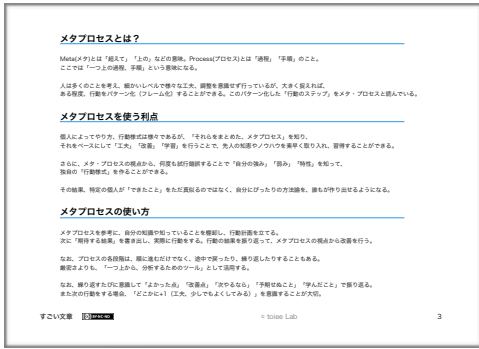 メタプロセスとは？
Meta(メタ)とは「超えて」「上の」などの意味。Process(プロセス)とは「過程」「手順」のこと。
ここでは「一つ上の過程、手順」という意味になる。
人は多くのことを考え、細かいレベルで様々な工夫、調整を意識せず行っているが、大きく捉えれば、
ある程度、行動をパターン化（フレーム化）することができる。このパターン化した「行動のステップ」をメタ・プロセスと読んでいる。
メタプロセスを使う利点
個人によってやり方、行動様式は様々であるが、「それらをまとめた、メタプロセス」を知り、
それをベースにして「工夫」「改善」「学習」を行うことで、先人の知恵やノウハウを素早く取り入れ、習得することができる。
さらに、メタ・プロセスの視点から、何度も試行錯誤することで「自分の強み」「弱み」「特性」を知って、
独自の「行動様式」を作ることができる。
その結果、特定の個人が「できたこと」をただ真似るのではなく、自分にぴったりの方法論を、誰もが作り出せるようになる。
メタプロセスの使い方
メタプロセスを参考に、自分の知識や知っていることを棚卸し、行動計画を立てる。
次に「期待する結果」を書き出し、実際に行動をする。行動の結果を振り返って、メタプロセスの視点から改善を行う。
なお、プロセスの各段階は、順に進むだけでなく、途中で戻ったり、繰り返したりすることもある。
厳密さよりも、「一つ上から、分析するためのツール」として活用する。
なお、繰り返すたびに意識して「よかった点」「改善点」「次やるなら」「予期せぬこと」「学んだこと」で振り返る。
また次の行動をする場合、「どこかに+1（工夫、少しでもよくしてみる）」を意識することが大切。
すごい文章 BY-NC-ND © toiee Lab 3